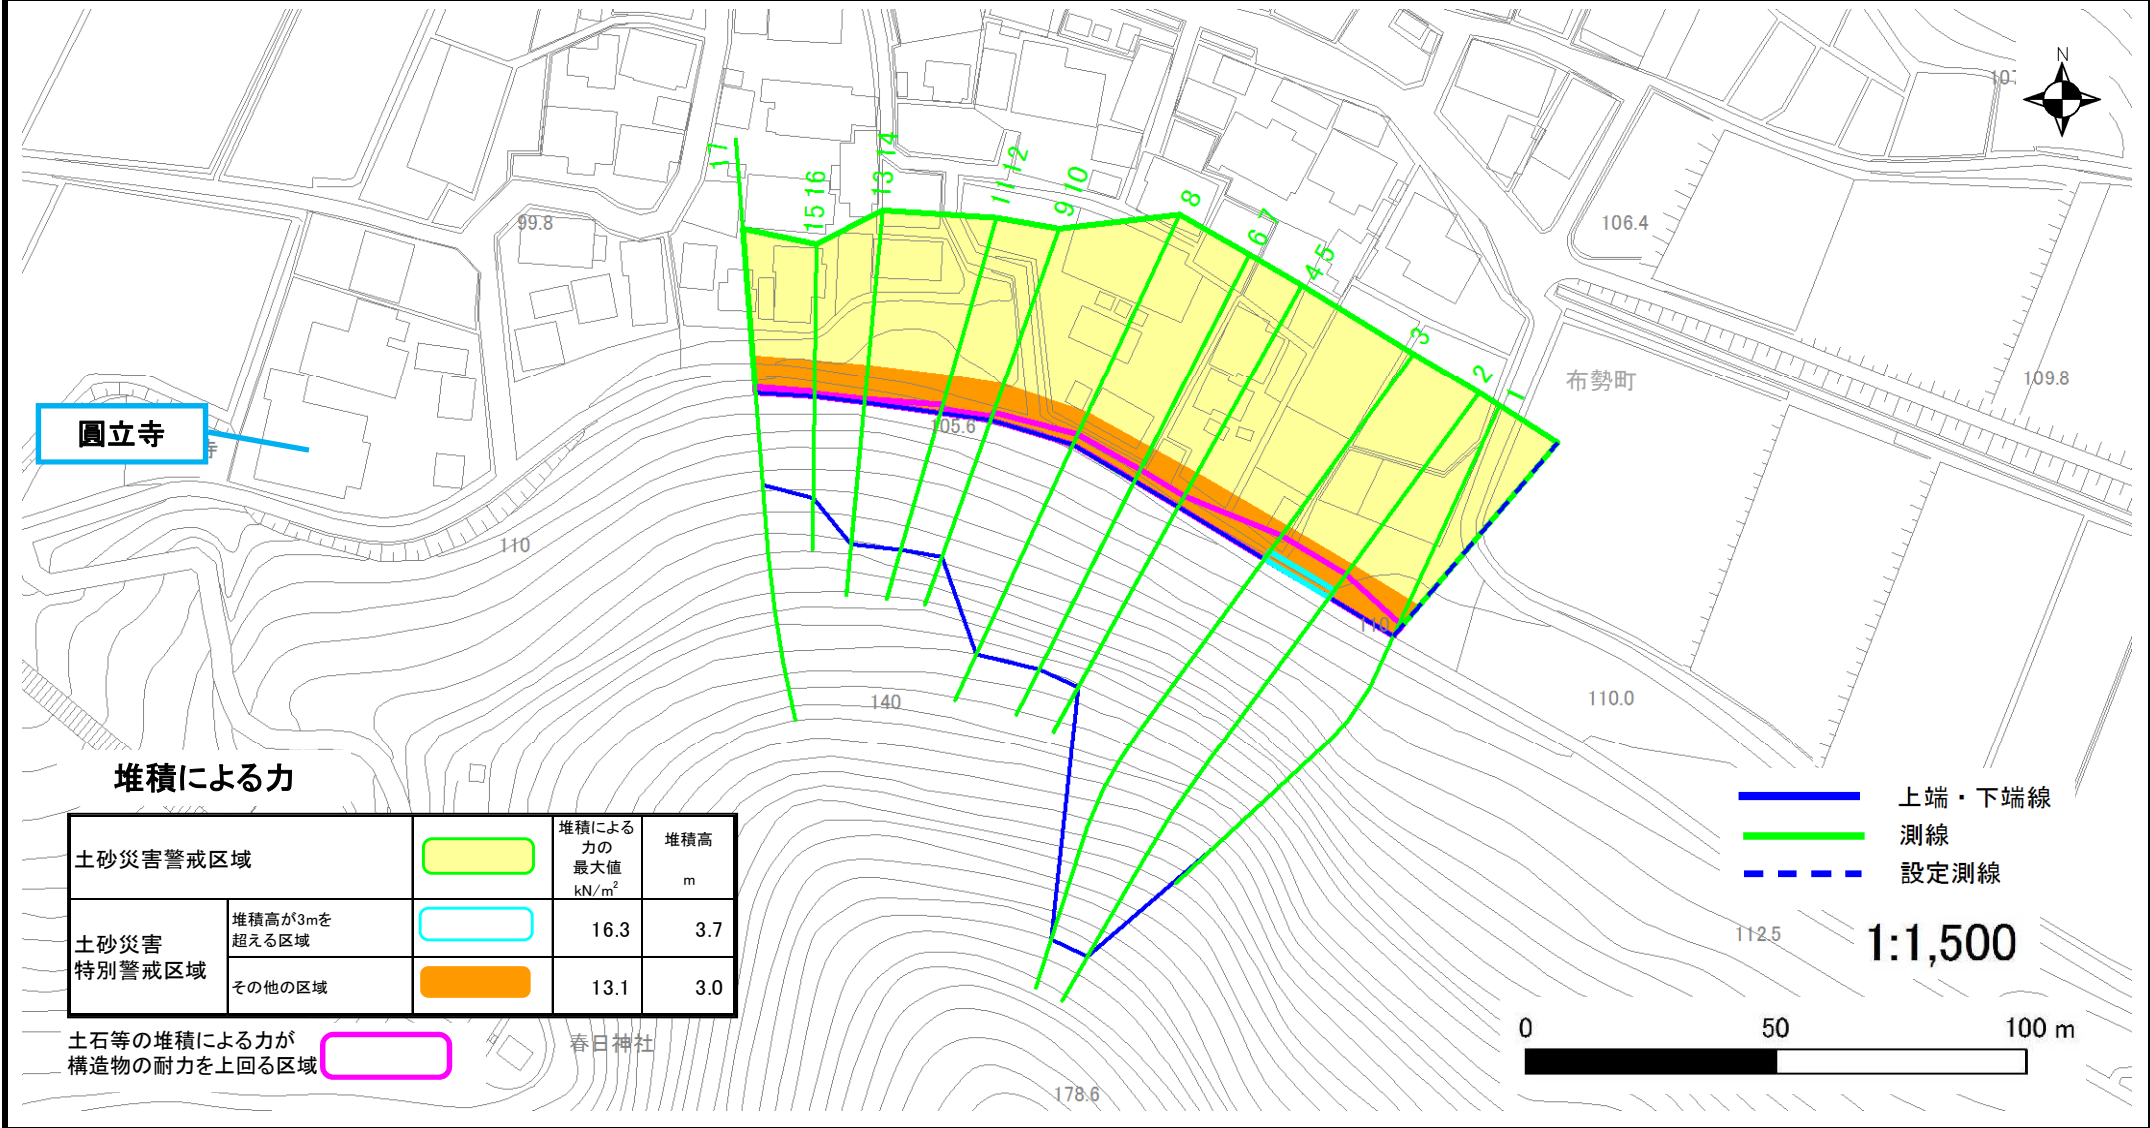 N
107
17
15 16
13 14
11 12
9 10
8
6 7
4 5
3
2
1
99.8
106.4
布勢町
109.8
圓立寺
寺
105.6
110
110
140
110.0
堆積による力
土砂災害警戒区域
堆積による
力の
最大値
kN/m²
堆積高
m
土砂災害
特別警戒区域
堆積高が3mを
超える区域
16.3
3.7
その他の区域
13.1
3.0
土石等の堆積による力が
構造物の耐力を上回る区域
春日神社
178.6
上端・下端線
測線
設定測線
112.5
1:1,500
0 50 100 m